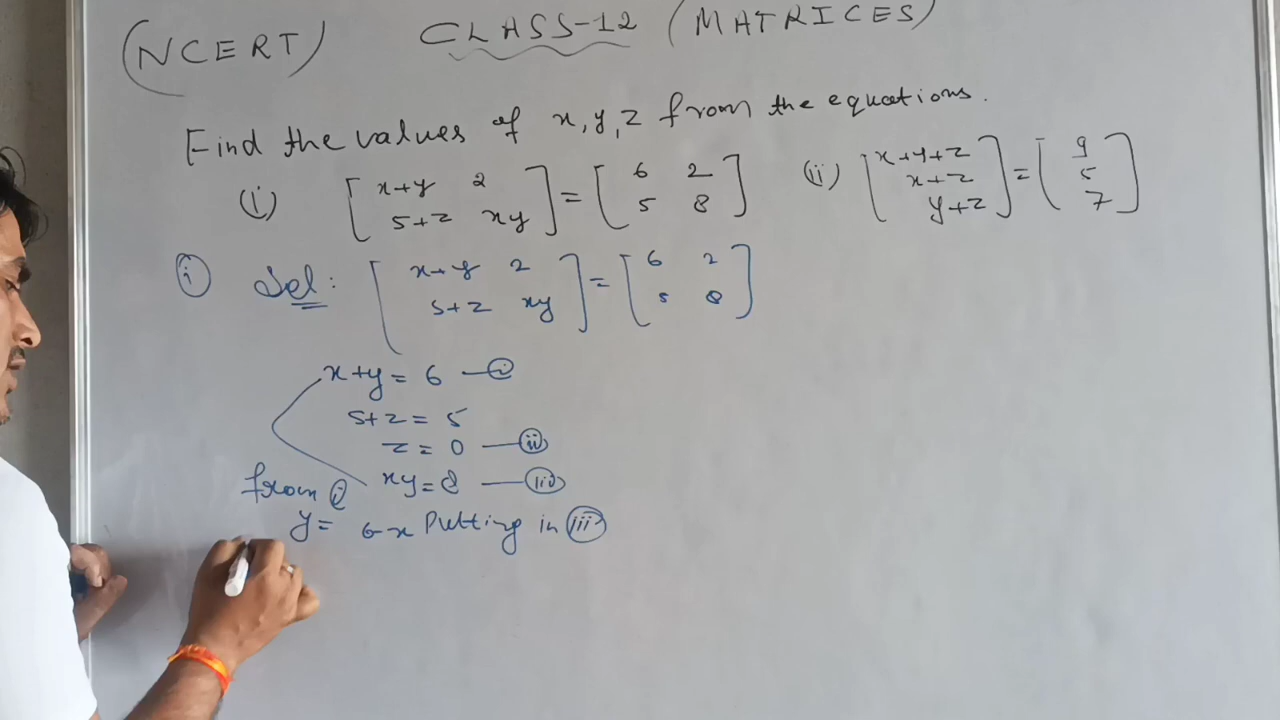 (NCERT) CLASS-12 (MATRICES)
Find the values of x, y, z from the equations.
(i) [x+y 2 = [6 2 (ii) [x+y+z = [9
5+z xy] 5 8] x+z 5
y+z] 7]
(i) Sol: [x+y 2 = [6 2
5+z xy] 5 8]
x+y = 6 — (i)
5+z = 5
z = 0 — (ii)
from (i) xy = 8 — (iii)
y = 6-x Putting in (iii)